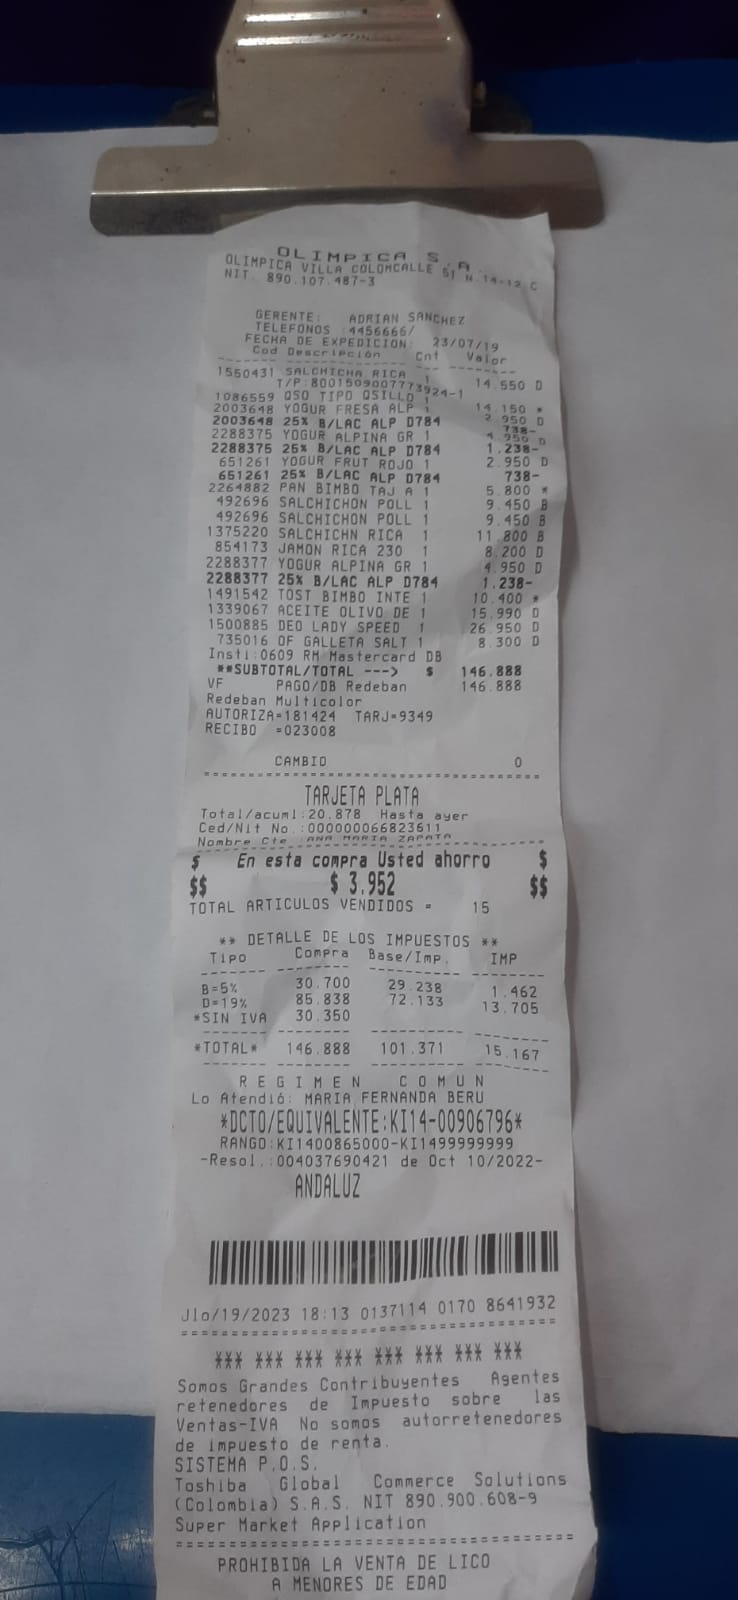 OLIMPICA S.A.
OLIMPICA VILLA COLOMCALLE 51 N 14-12 C
NIT. 890.107.487-3
GERENTE: ADRIAN SANCHEZ
TELEFONOS :4456666/
FECHA DE EXPEDICION: 23/07/19
Cod Descripción Cnt Valor
1550431 SALCHICHA RICA 1 14.550 D
T/P:8001509007773924-1
1086559 QSO TIPO QSILLO 1 14.150 *
2003648 YOGUR FRESA ALP 1 2.950 D
2003648 25% B/LAC ALP D784 738-
2288375 YOGUR ALPINA GR 1 4.950 D
2288375 25% B/LAC ALP D784 1.238-
651261 YOGUR FRUT ROJO 1 2.950 D
651261 25% B/LAC ALP D784 738-
2264882 PAN BIMBO TAJ A 1 5.800 *
492696 SALCHICHON POLL 1 9.450 B
492696 SALCHICHON POLL 1 9.450 B
1375220 SALCHICHN RICA 1 11.800 B
854173 JAMON RICA 230 1 8.200 D
2288377 YOGUR ALPINA GR 1 4.950 D
2288377 25% B/LAC ALP D784 1.238-
1491542 TOST BIMBO INTE 1 10.400 *
1339067 ACEITE OLIVO DE 1 15.990 D
1500885 DEO LADY SPEED 1 26.950 D
735016 OF GALLETA SALT 1 8.300 D
Insti:0609 RM Mastercard DB
**SUBTOTAL/TOTAL ---> $ 146.888
VF PAGO/DB Redeban 146.888
Redeban Multicolor
AUTORIZA=181424 TARJ=9349
RECIBO =023008
CAMBIO 0
TARJETA PLATA
Total/acuml:20.878 Hasta ayer
Ced/Nit No.:000000066823611
Nombre Cte :ANA MARIA ZAPATA
$ En esta compra Usted ahorro $
$$ $ 3.952 $$
TOTAL ARTICULOS VENDIDOS = 15
** DETALLE DE LOS IMPUESTOS **
Tipo Compra Base/Imp. IMP
B=5% 30.700 29.238 1.462
D=19% 85.838 72.133 13.705
*SIN IVA 30.350
*TOTAL* 146.888 101.371 15.167
REGIMEN COMUN
Lo Atendió: MARIA FERNANDA BERU
*DCTO/EQUIVALENTE:KI14-00906796*
RANGO:KI1400865000-KI1499999999
-Resol.:004037690421 de Oct 10/2022-
ANDALUZ
Jlo/19/2023 18:13 0137114 0170 8641932
*** *** *** *** *** *** *** ***
Somos Grandes Contribuyentes Agentes
retenedores de Impuesto sobre las
Ventas-IVA No somos autorretenedores
de impuesto de renta.
SISTEMA P.O.S.
Toshiba Global Commerce Solutions
(Colombia) S.A.S. NIT 890.900.608-9
Super Market Application
PROHIBIDA LA VENTA DE LICO
A MENORES DE EDAD